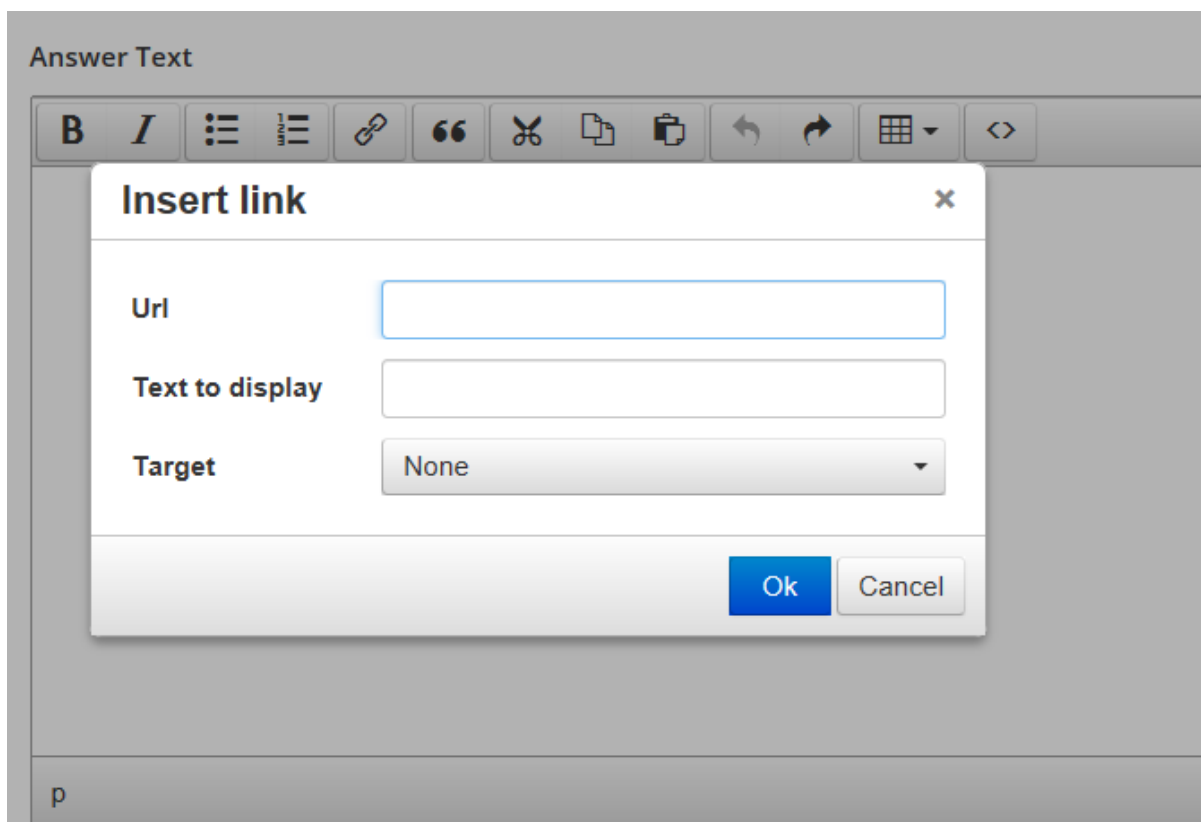 Answer Text
B I
Insert link ×
Url
Text to display
Target None
Ok Cancel
p